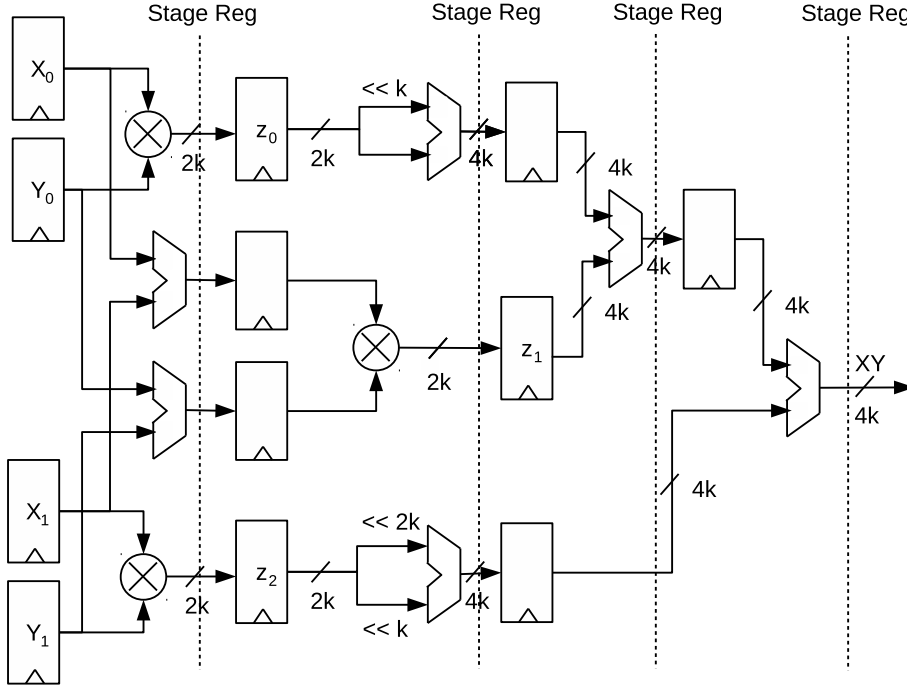 Stage Reg
Stage Reg
Stage Reg
Stage Reg
X0
Y0
2k
z0
2k
<< k
4k
4k
4k
4k
4k
2k
z1
XY
4k
4k
X1
Y1
2k
z2
2k
<< 2k
<< k
4k